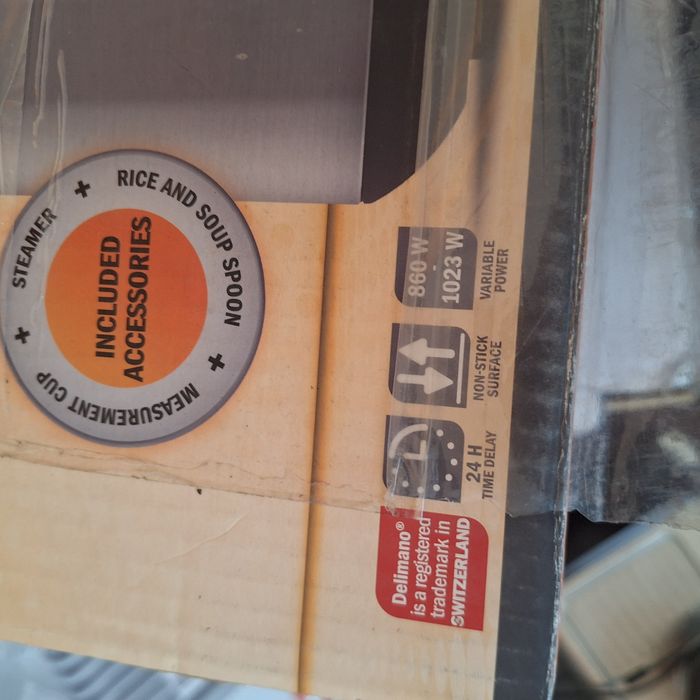 STEAMER + RICE AND SOUP SPOON + MEASUREMENT CUP +
INCLUDED
ACCESSORIES
Delimano®
is a registered
trademark in
SWITZERLAND
24 H
TIME DELAY
NON-STICK
SURFACE
860 W
-
1023 W
VARIABLE
POWER